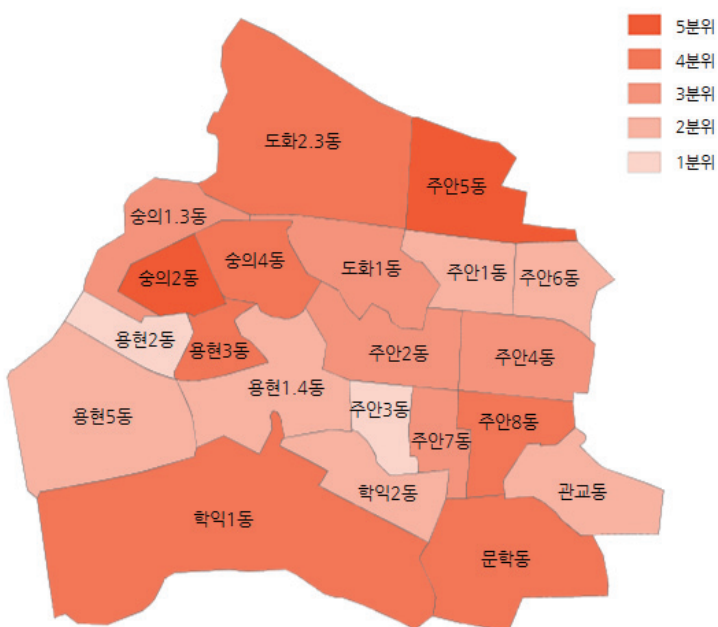 5분위
4분위
3분위
2분위
1분위
도화2.3동
주안5동
숭의1.3동
숭의2동
숭의4동
도화1동
주안1동
주안6동
용현2동
용현3동
주안2동
주안4동
용현1.4동
용현5동
주안3동
주안7동
주안8동
학익2동
관교동
학익1동
문학동